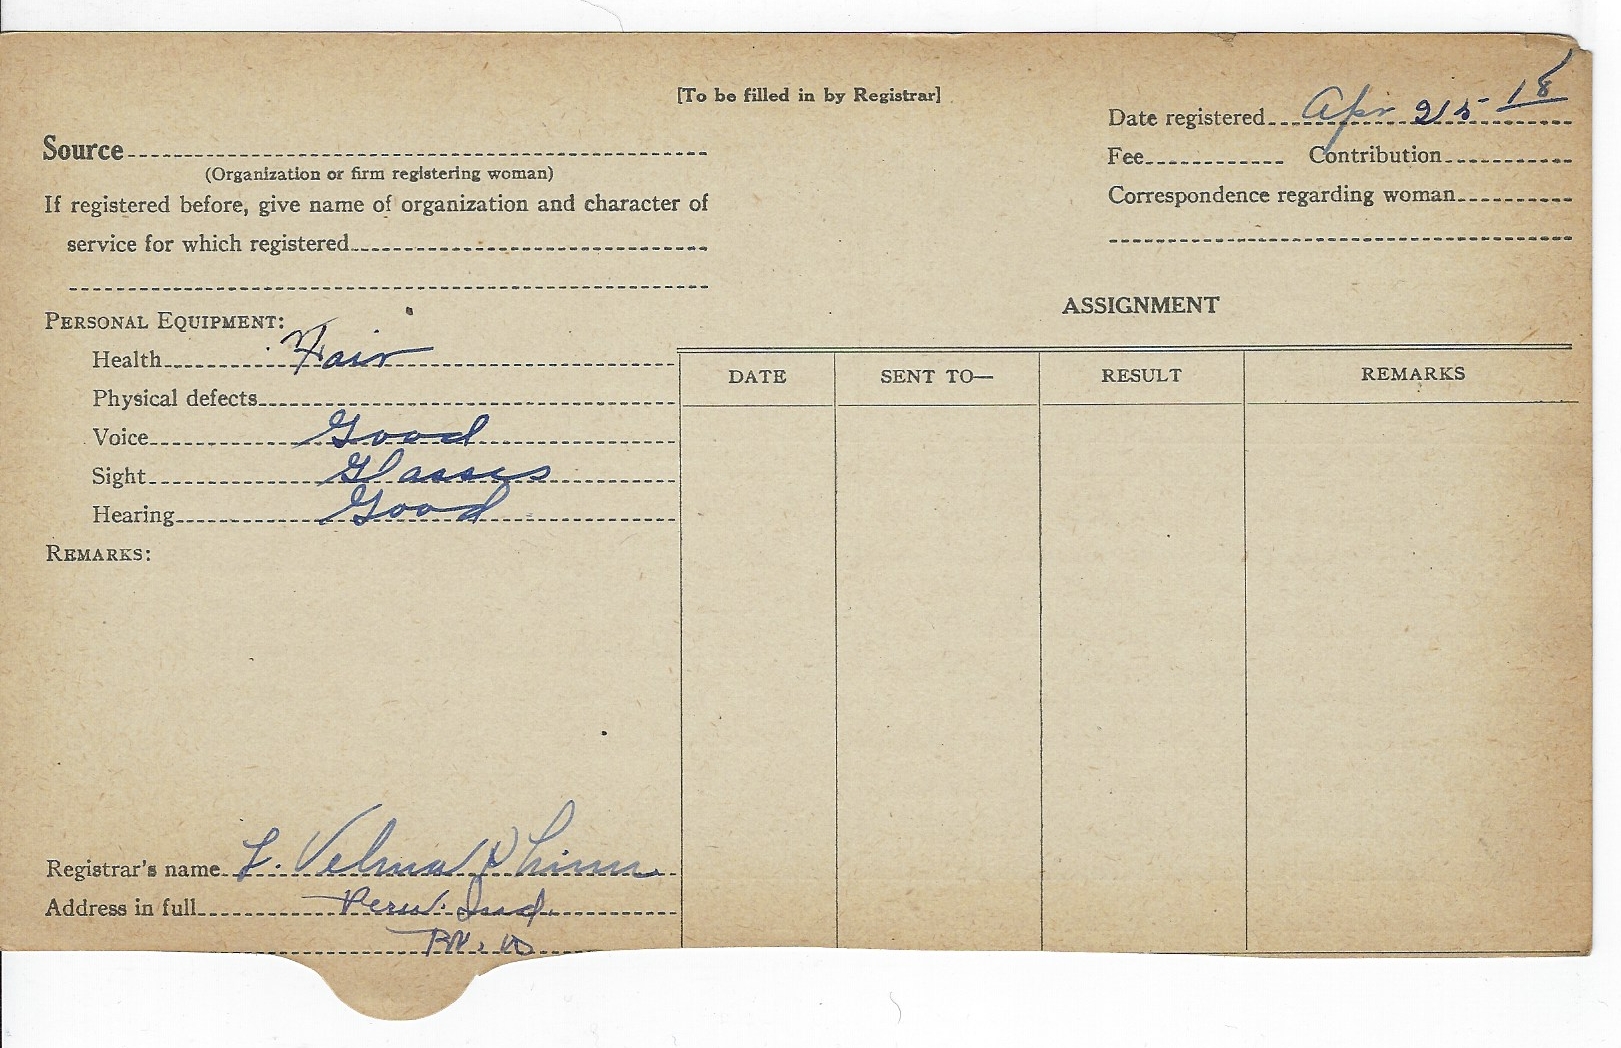 [To be filled in by Registrar]
Date registered Apr 25-18
Source
Fee Contribution
(Organization or firm registering woman)
Correspondence regarding woman
If registered before, give name of organization and character of
service for which registered
ASSIGNMENT
PERSONAL EQUIPMENT:
Health Fair
DATE SENT TO— RESULT REMARKS
Physical defects
Voice Good
Sight Glasses
Hearing Good
REMARKS:
Registrar's name L. Velma
Address in full Peru. Ind.